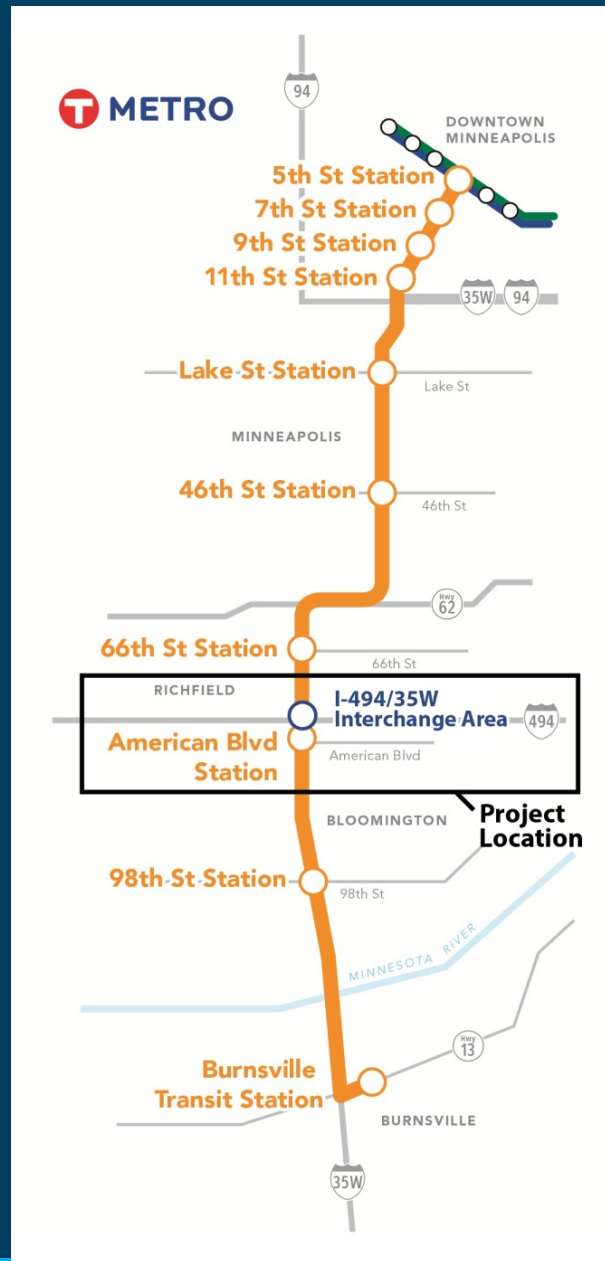 94
T METRO
DOWNTOWN
MINNEAPOLIS
5th St Station
7th St Station
9th St Station
11th St Station
35W
94
Lake St Station
Lake St
MINNEAPOLIS
46th St Station
46th St
Hwy
62
66th St Station
66th St
RICHFIELD
I-494/35W
Interchange Area
494
American Blvd
Station
American Blvd
Project
Location
BLOOMINGTON
98th St Station
98th St
MINNESOTA RIVER
Hwy
13
Burnsville
Transit Station
BURNSVILLE
35W